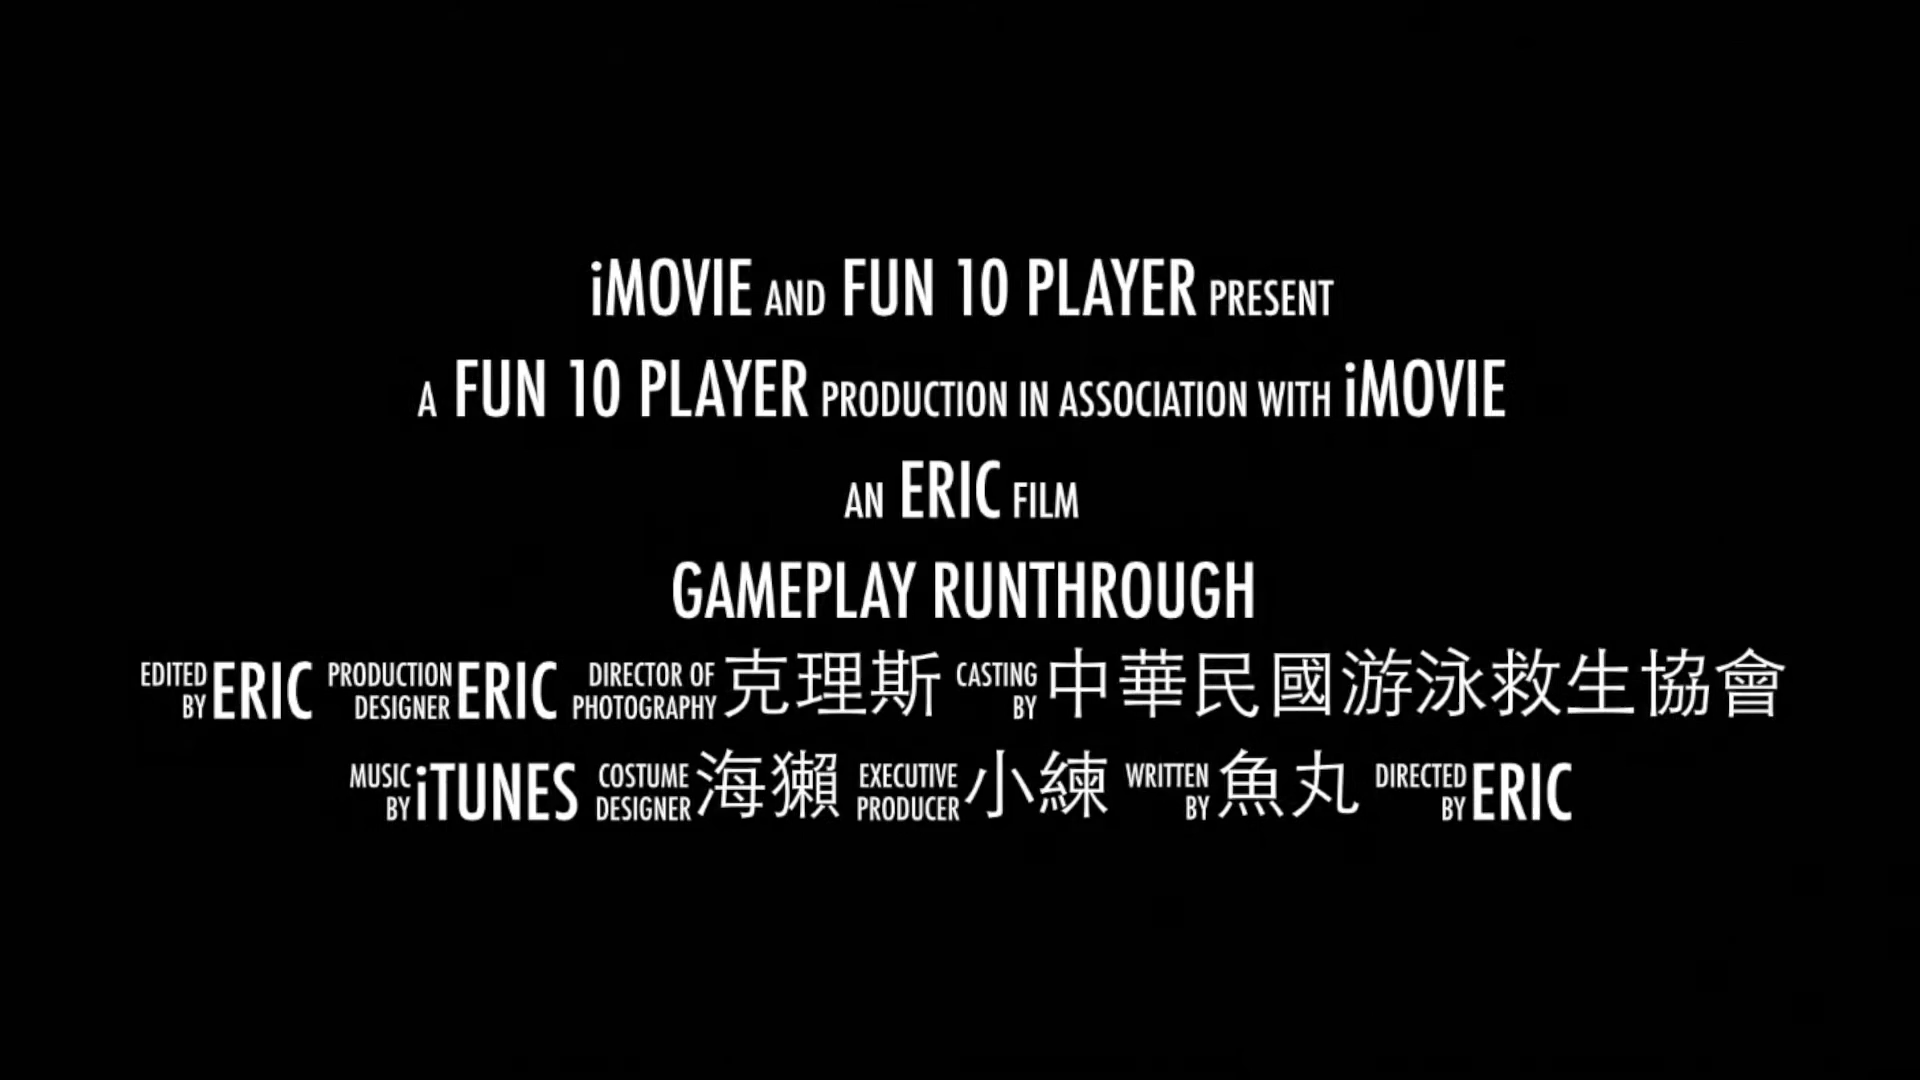 iMOVIE AND FUN 10 PLAYER PRESENT
A FUN 10 PLAYER PRODUCTION IN ASSOCIATION WITH iMOVIE
AN ERIC FILM
GAMEPLAY RUNTHROUGH
EDITED BY ERIC PRODUCTION DESIGNER ERIC DIRECTOR OF PHOTOGRAPHY 克理斯 CASTING BY 中華民國游泳救生協會
MUSIC BY iTUNES COSTUME DESIGNER 海獺 EXECUTIVE PRODUCER 小練 WRITTEN BY 魚丸 DIRECTED BY ERIC